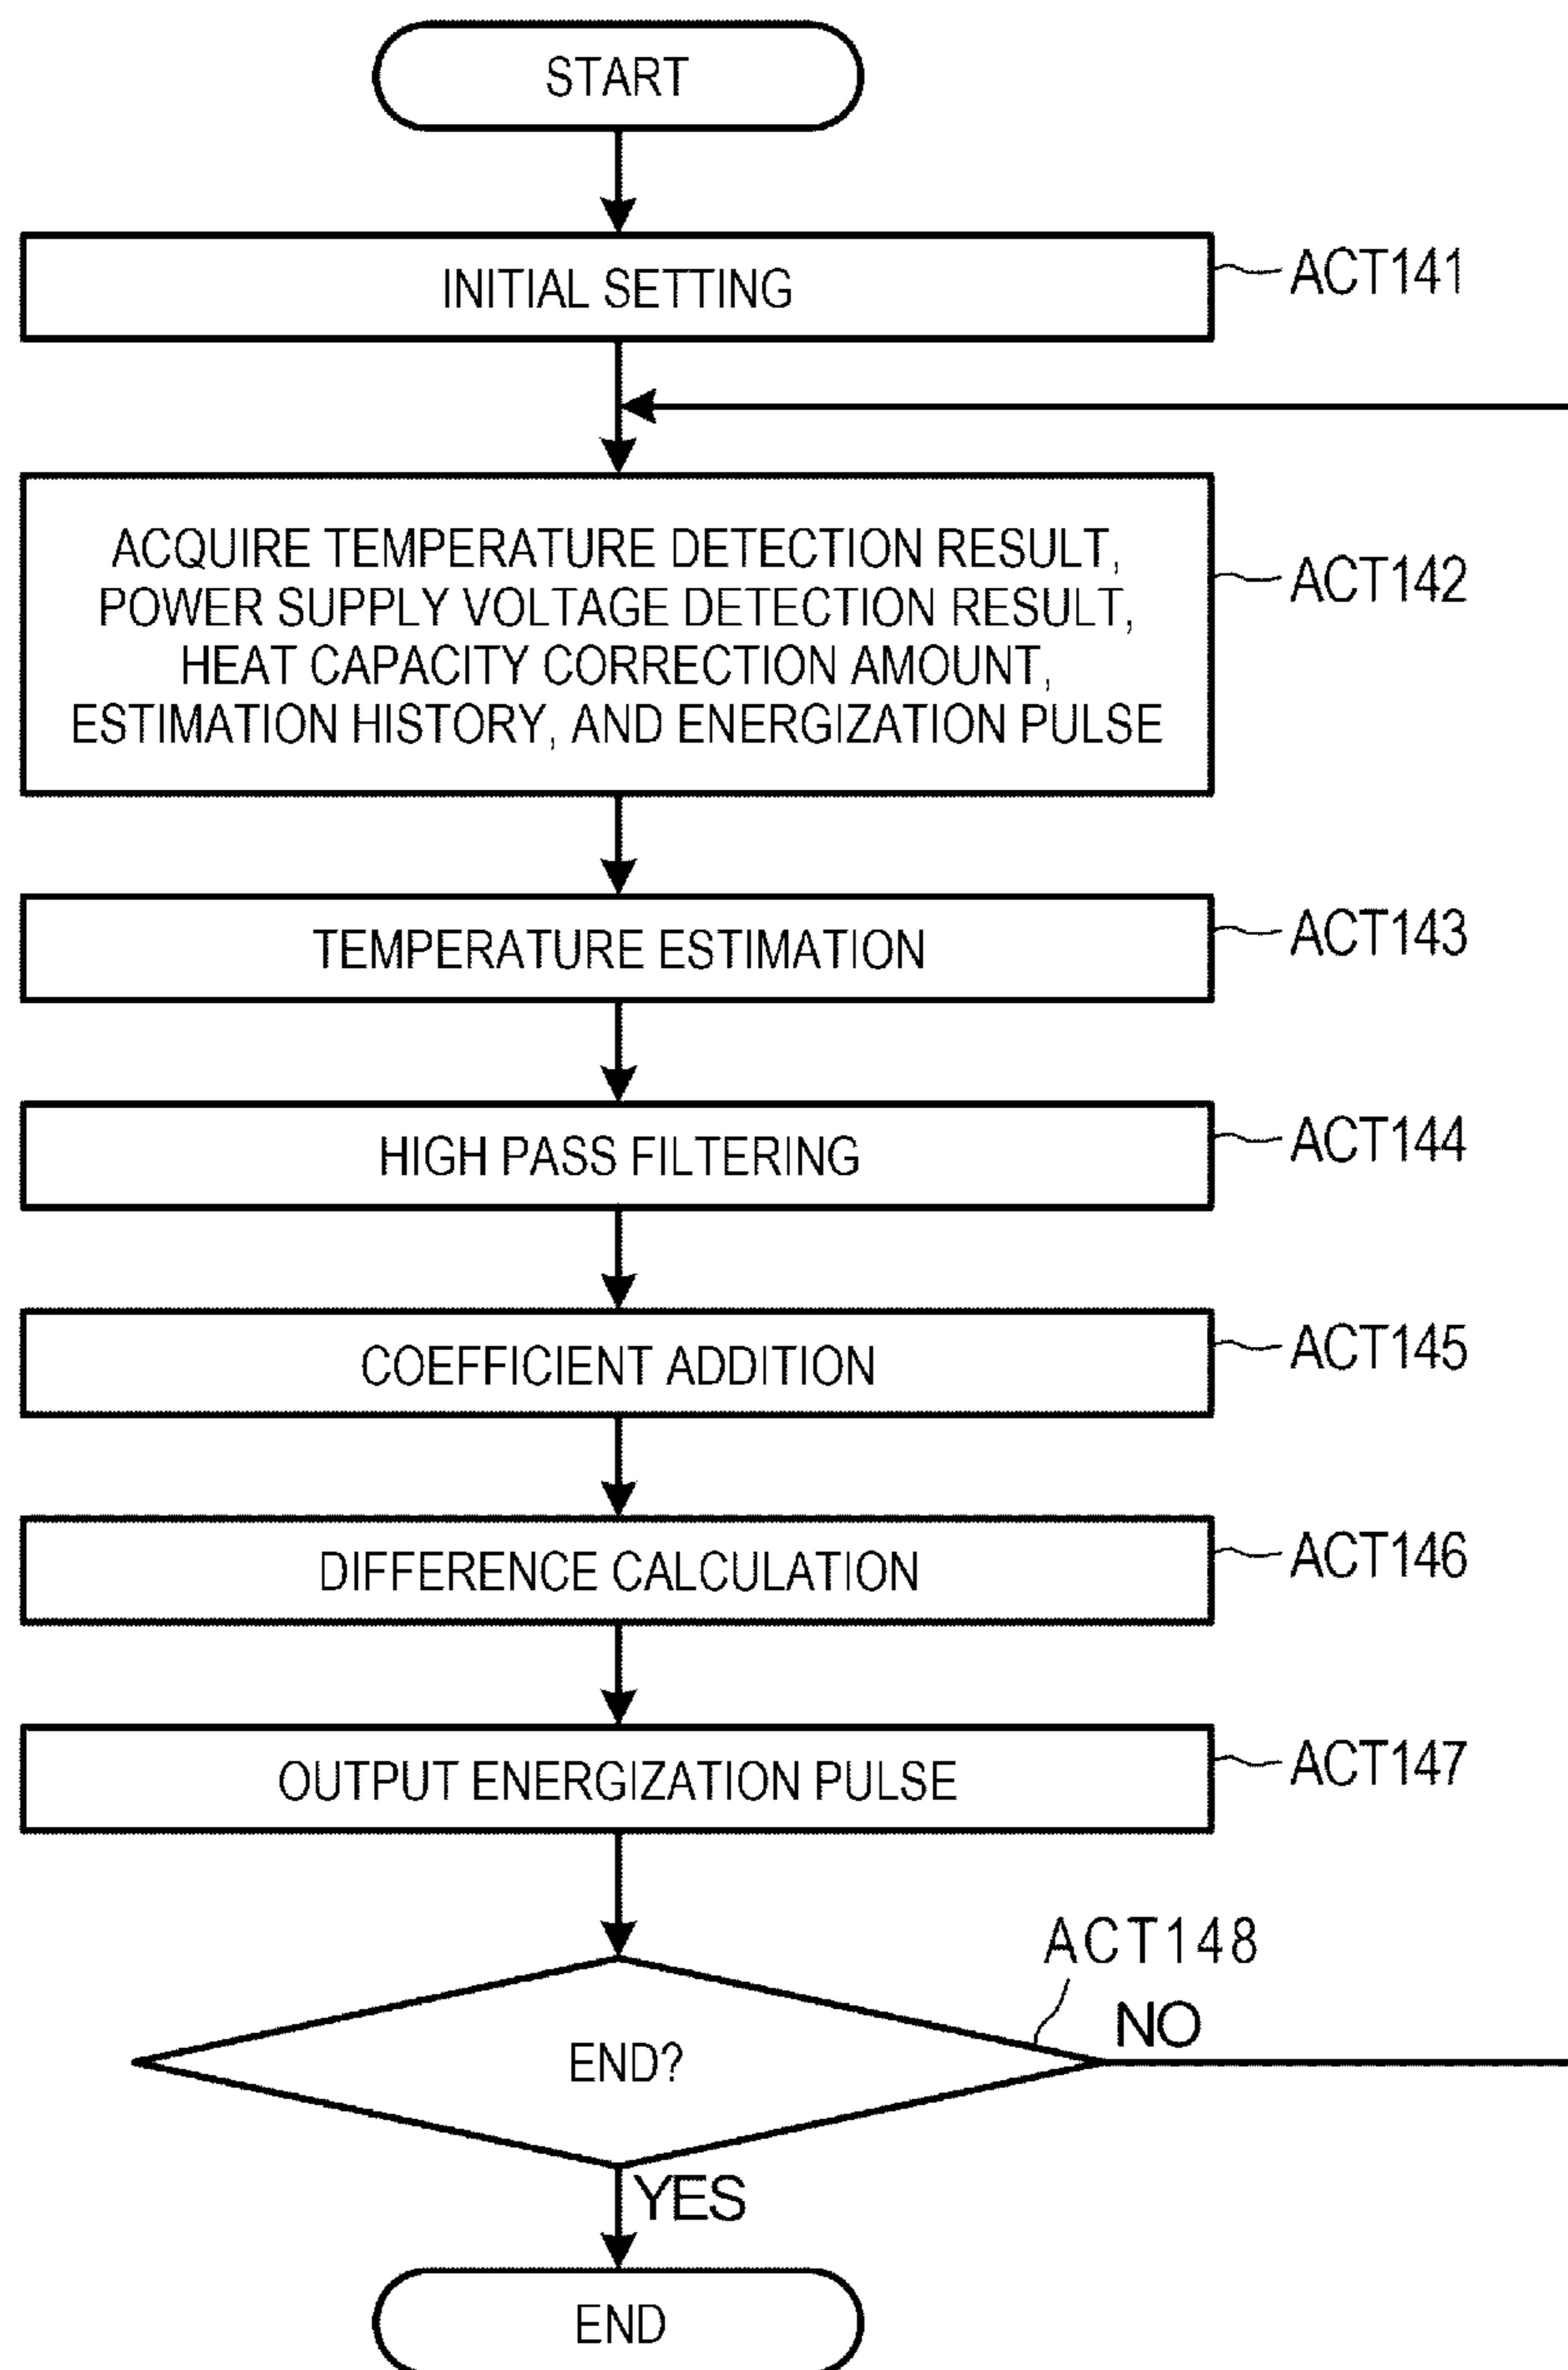 START
INITIAL SETTING
ACT141
ACQUIRE TEMPERATURE DETECTION RESULT,
POWER SUPPLY VOLTAGE DETECTION RESULT,
HEAT CAPACITY CORRECTION AMOUNT,
ESTIMATION HISTORY, AND ENERGIZATION PULSE
ACT142
TEMPERATURE ESTIMATION
ACT143
HIGH PASS FILTERING
ACT144
COEFFICIENT ADDITION
ACT145
DIFFERENCE CALCULATION
ACT146
OUTPUT ENERGIZATION PULSE
ACT147
ACT148
NO
END?
YES
END